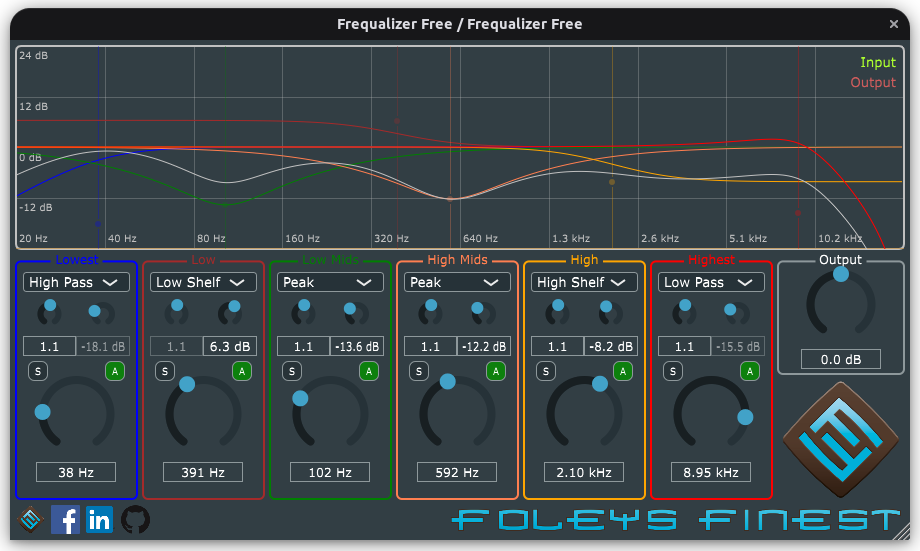 Frequalizer Free / Frequalizer Free
24 dB
Input
Output
12 dB
0 dB
-12 dB
20 Hz 40 Hz 80 Hz 160 Hz 320 Hz 640 Hz 1.3 kHz 2.6 kHz 5.1 kHz 10.2 kHz
Lowest Low Low Mids High Mids High Highest Output
High Pass Low Shelf Peak Peak High Shelf Low Pass
1.1 -18.1 dB 1.1 6.3 dB 1.1 -13.6 dB 1.1 -12.2 dB 1.1 -8.2 dB 1.1 -15.5 dB 0.0 dB
S A S A S A S A S A S A
38 Hz 391 Hz 102 Hz 592 Hz 2.10 kHz 8.95 kHz
f in FOLEYS FINEST